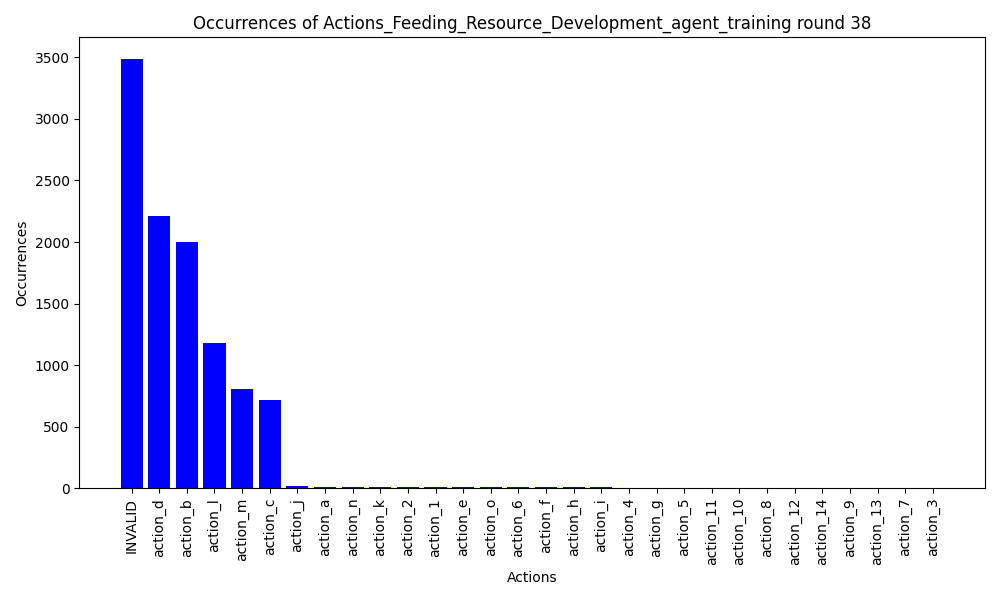 Occurrences of Actions_Feeding_Resource_Development_agent_training round 38
Occurrences
3500
3000
2500
2000
1500
1000
500
0
INVALID
action_d
action_b
action_l
action_m
action_c
action_j
action_a
action_n
action_k
action_2
action_1
action_e
action_o
action_6
action_f
action_h
action_i
action_4
action_g
action_5
action_11
action_10
action_8
action_12
action_14
action_9
action_13
action_7
action_3
Actions